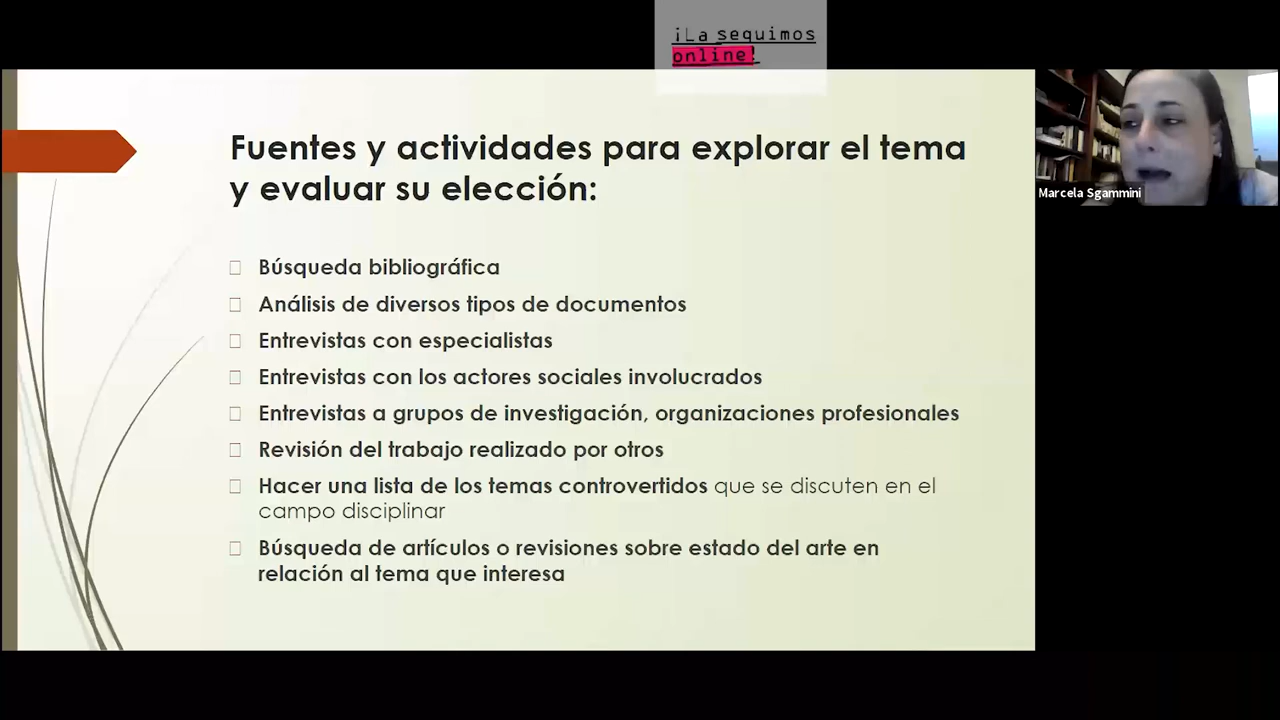 ¡La seguimos
online!
Fuentes y actividades para explorar el tema
y evaluar su elección:
Búsqueda bibliográfica
Análisis de diversos tipos de documentos
Entrevistas con especialistas
Entrevistas con los actores sociales involucrados
Entrevistas a grupos de investigación, organizaciones profesionales
Revisión del trabajo realizado por otros
Hacer una lista de los temas controvertidos que se discuten en el
campo disciplinar
Búsqueda de artículos o revisiones sobre estado del arte en
relación al tema que interesa
Marcela Sgammini